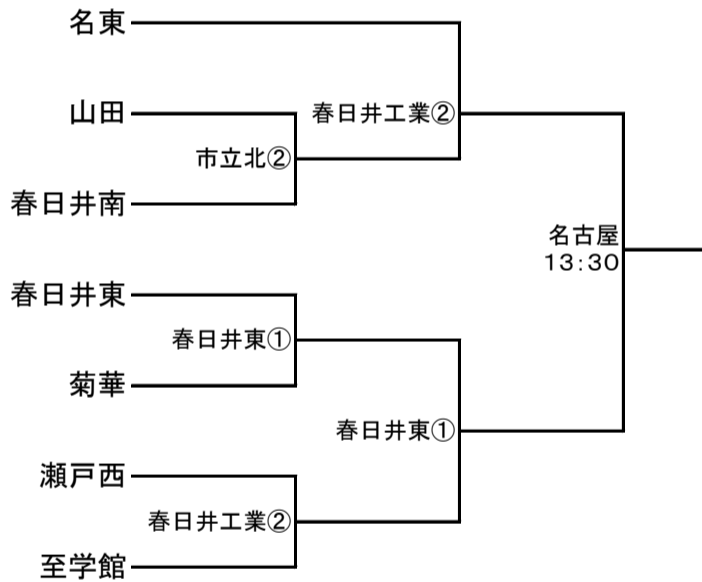 名東
山田
春日井工業②
市立北②
春日井南
名古屋
13:30
春日井東
春日井東①
菊華
春日井東①
瀬戸西
春日井工業②
至学館